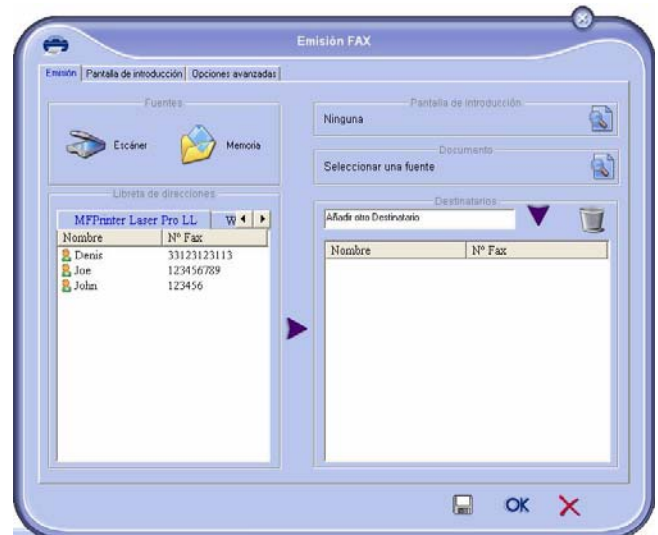 Emisión FAX
Emisión Pantalla de introducción Opciones avanzadas
Fuentes
Escáner Memoria
Libreta de direcciones
MFPrinter Laser Pro LL W
Nombre Nº Fax
Denis 33123123113
Joe 123456789
John 123456
Pantalla de introducción
Ninguna
Documento
Seleccionar una fuente
Destinatarios
Añadir otro Destinatario
Nombre Nº Fax
OK